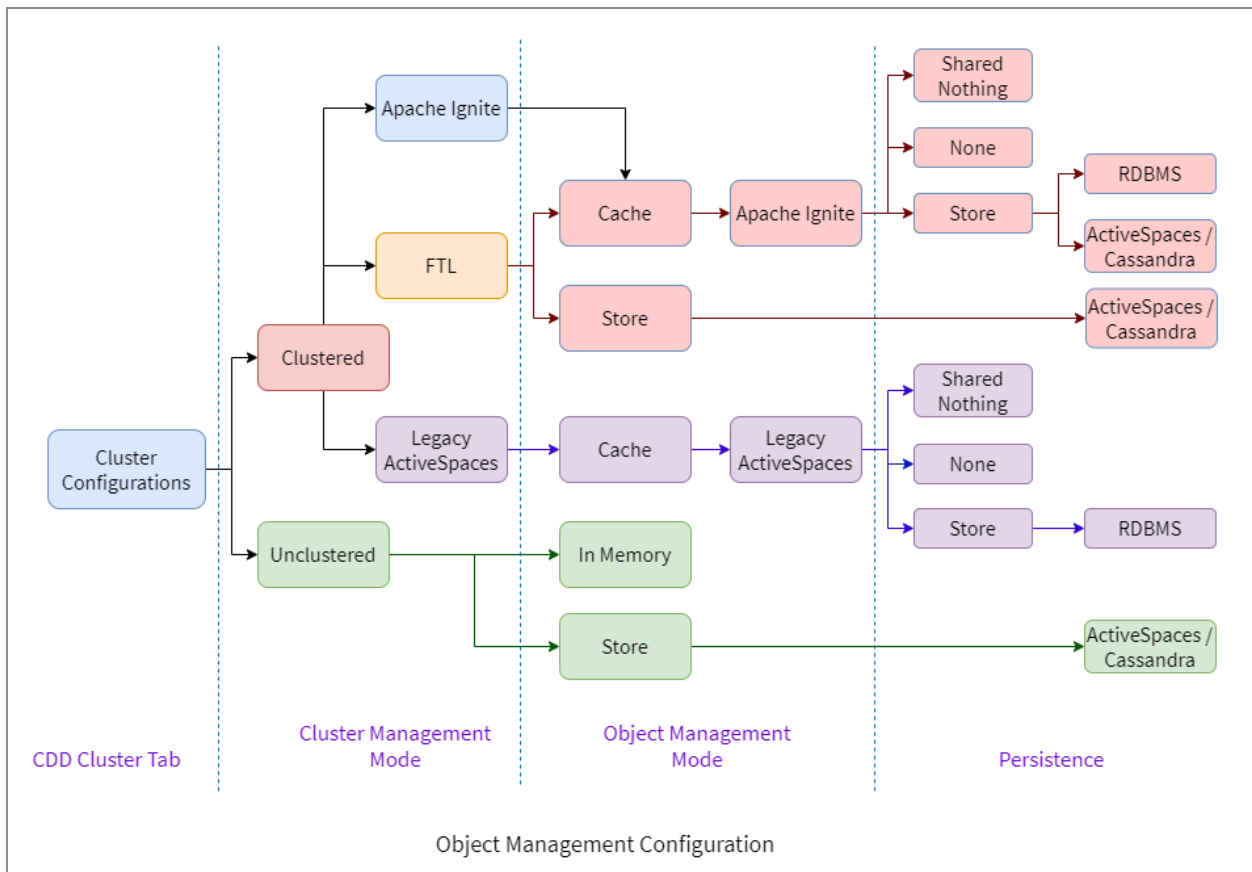 Shared
Nothing
Apache Ignite
None
RDBMS
Cache
Apache Ignite
Store
ActiveSpaces /
Cassandra
FTL
Store
ActiveSpaces /
Cassandra
Clustered
Shared
Nothing
Legacy
ActiveSpaces
Cache
Legacy
ActiveSpaces
None
Cluster
Configurations
Store
RDBMS
Unclustered
In Memory
Store
ActiveSpaces /
Cassandra
CDD Cluster Tab
Cluster Management
Mode
Object Management
Mode
Persistence
Object Management Configuration